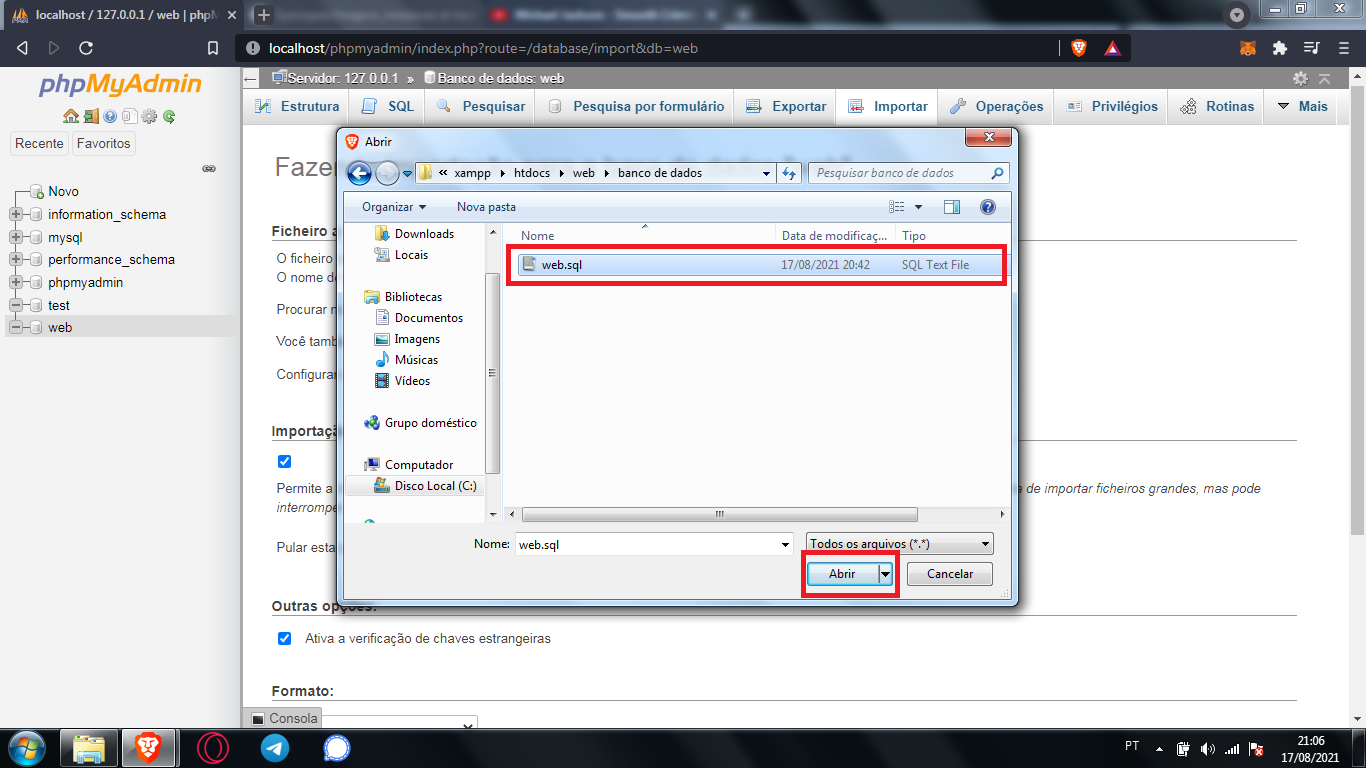 localhost / 127.0.0.1 / web | phpM
localhost/phpmyadmin/index.php?route=/database/import&db=web
phpMyAdmin
Recente
Favoritos
Novo
information_schema
mysql
performance_schema
phpmyadmin
test
web
Servidor: 127.0.0.1 » Banco de dados: web
Estrutura
SQL
Pesquisar
Pesquisa por formulário
Exportar
Importar
Operações
Privilégios
Rotinas
Mais
Fazer
Ficheiro a
O ficheiro
O nome do
Procurar n
Você també
Configurar
Importaçã
Permite a
a de importar ficheiros grandes, mas pode
interrompe
Pular esta
Outras opções:
Ativa a verificação de chaves estrangeiras
Formato:
Consola
Abrir
« xampp
htdocs
web
banco de dados
Pesquisar banco de dados
Organizar
Nova pasta
Downloads
Locais
Bibliotecas
Documentos
Imagens
Músicas
Vídeos
Grupo doméstico
Computador
Disco Local (C:)
Nome
Data de modificaç...
Tipo
web.sql
17/08/2021 20:42
SQL Text File
Nome:
web.sql
Todos os arquivos (*.*)
Abrir
Cancelar
PT
21:06
17/08/2021